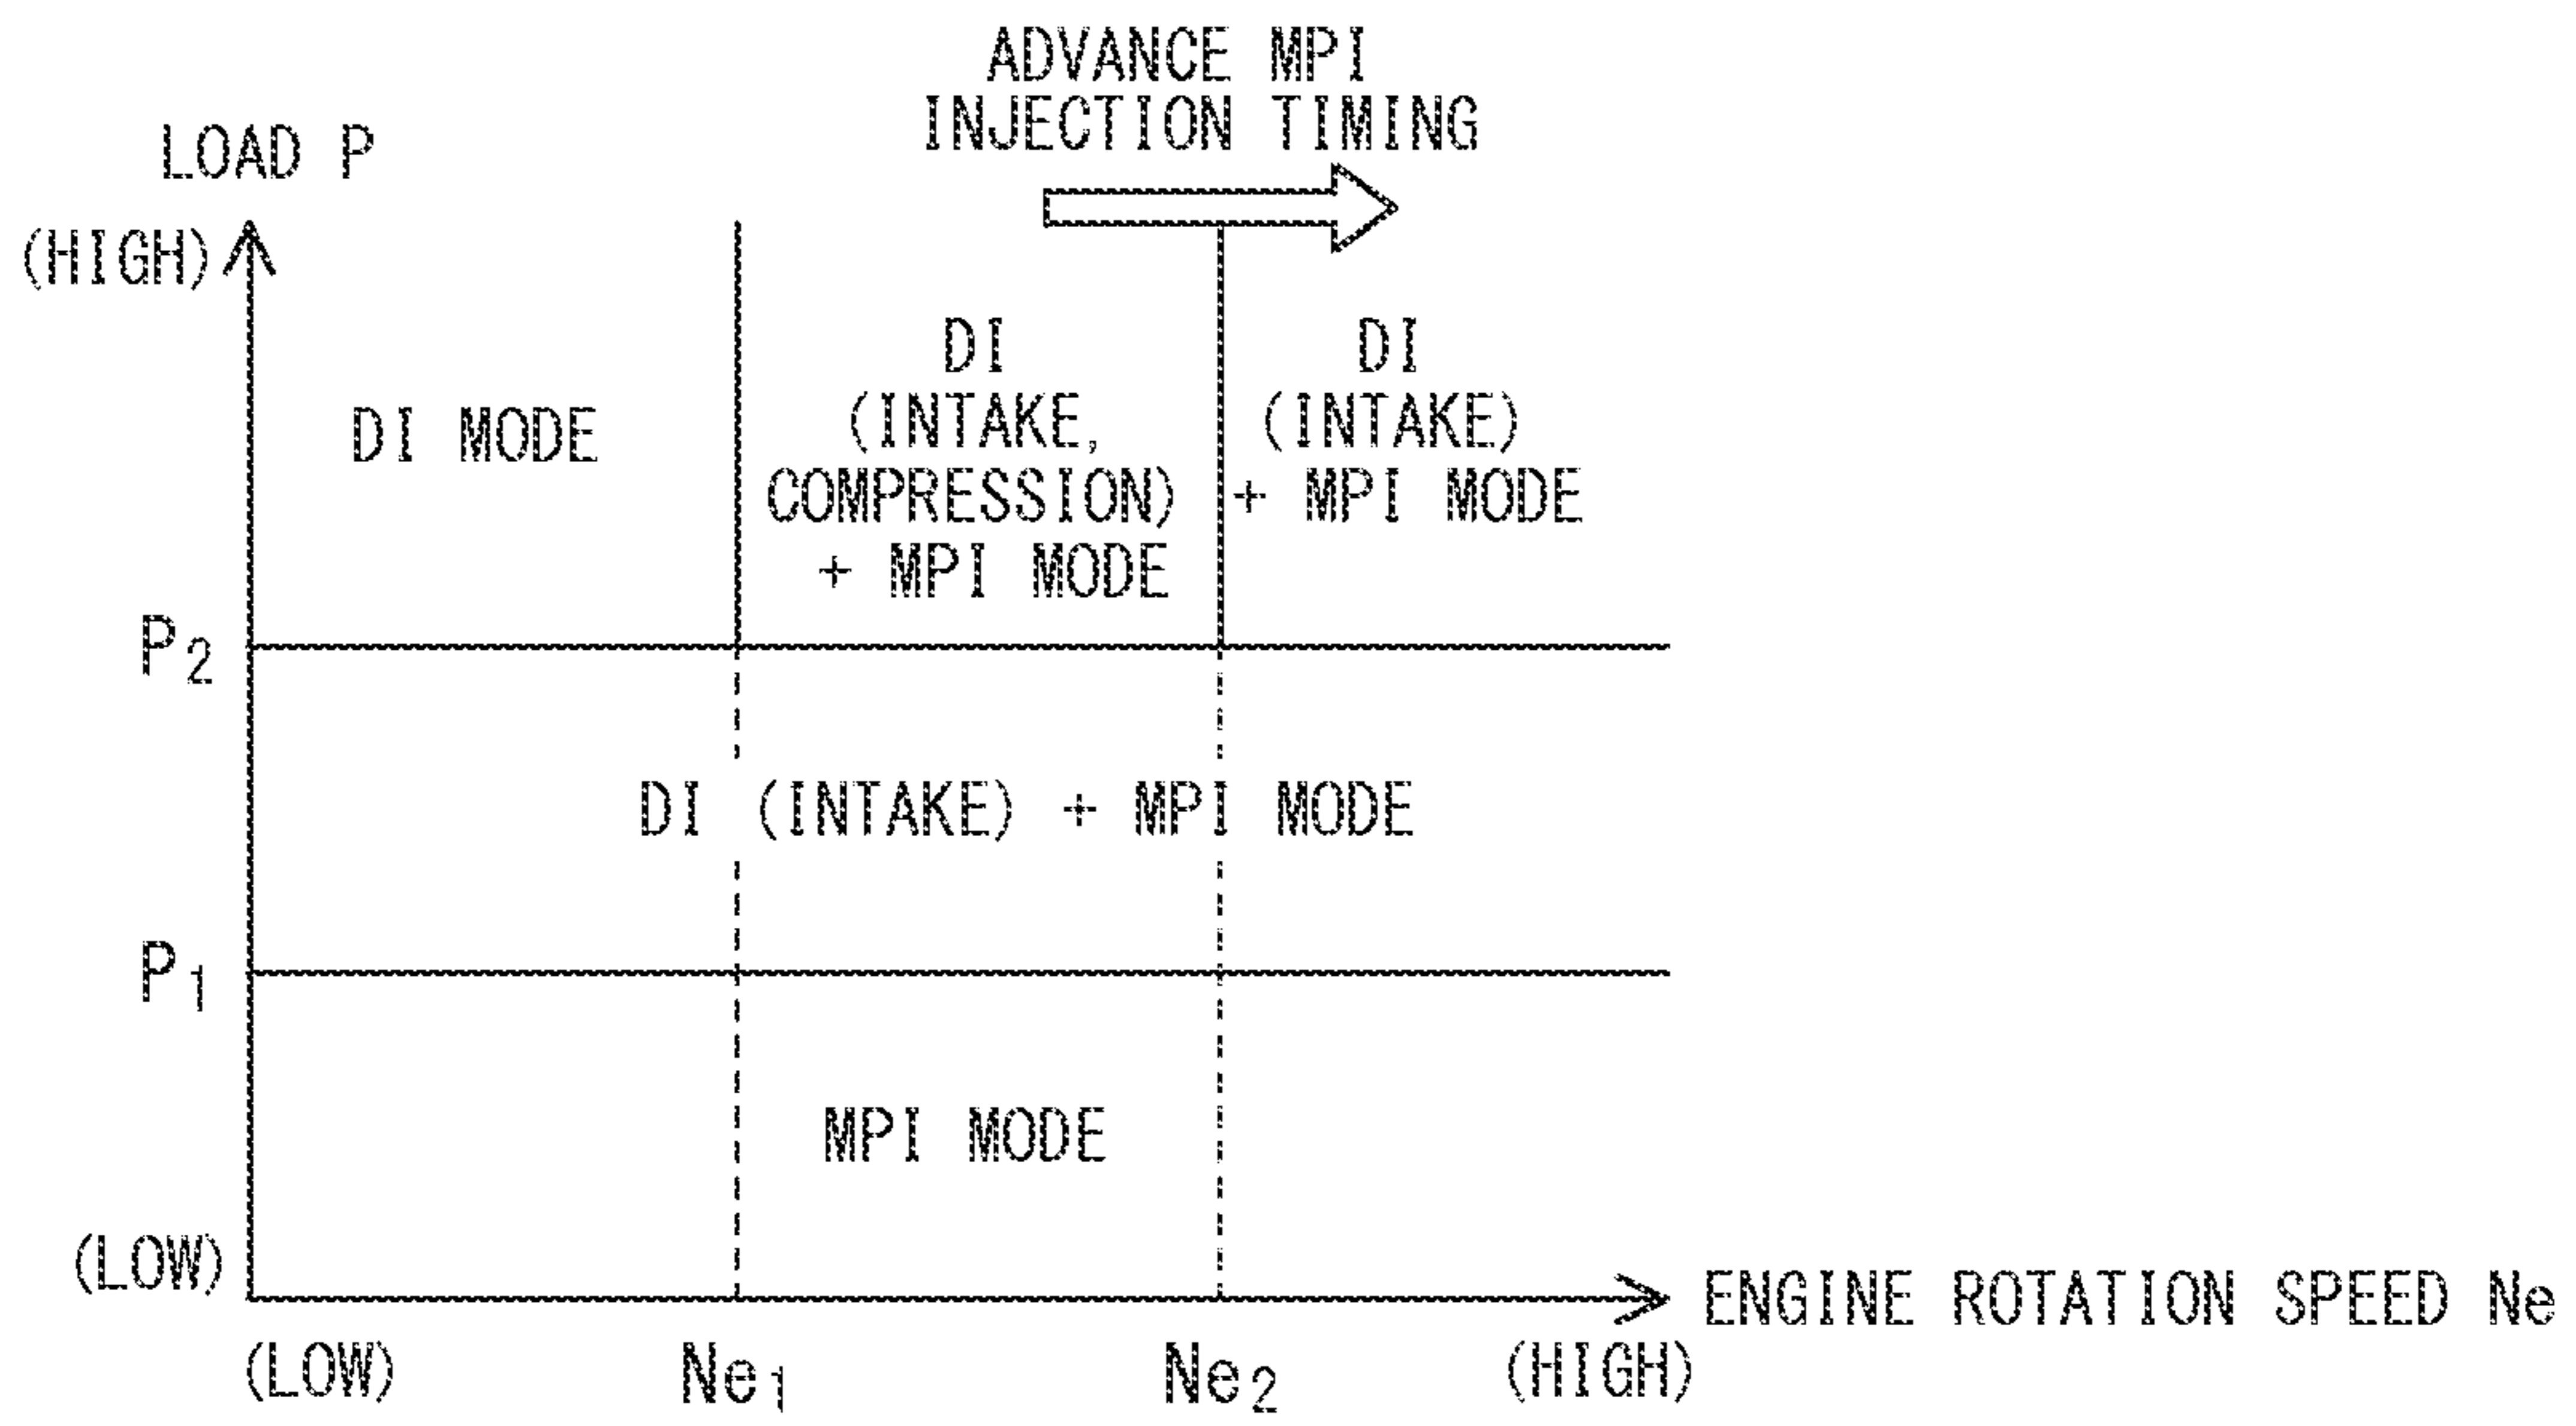 ADVANCE MPI
INJECTION TIMING
LOAD P
(HIGH)
DI MODE
DI
(INTAKE,
COMPRESSION)
+ MPI MODE
DI
(INTAKE)
+ MPI MODE
P2
DI (INTAKE) + MPI MODE
P1
MPI MODE
(LOW)
ENGINE ROTATION SPEED Ne
(LOW)
Ne1
Ne2
(HIGH)